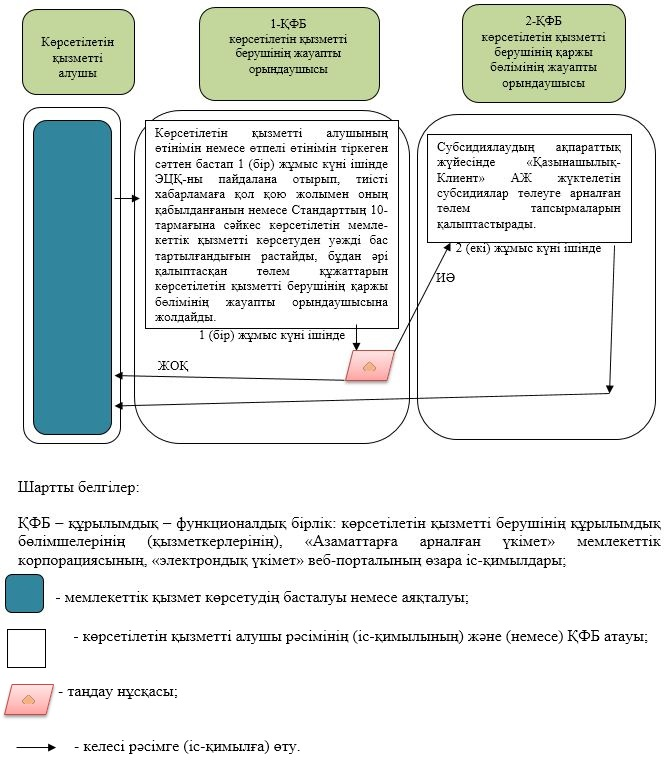 Көрсетілетін
қызметті
алушы
1-ҚФБ
көрсетілетін қызметті
берушінің жауапты
орындаушысы
2-ҚФБ
көрсетілетін қызметті
берушінің қаржы
бөлімінің жауапты
орындаушысы
Көрсетілетін қызметті алушының
өтінімін немесе өтпелі өтінімін тіркеген
сәттен бастап 1 (бір) жұмыс күні ішінде
ЭЦҚ-ны пайдалана отырып, тиісті
хабарламаға қол қою жолымен оның
қабылданғанын немесе Стандарттың 10-
тармағына сәйкес көрсетілетін мемле-
кеттік қызметті көрсетуден уәжді бас
тартылғандығын растайды, бұдан әрі
қалыптасқан төлем құжаттарын
көрсетілетін қызметті берушінің қаржы
бөлімінің жауапты орындаушысына
жолдайды.
1 (бір) жұмыс күні ішінде
Субсидиялаудың ақпараттық
жүйесінде «Қазынашылық-
Клиент» АЖ жүктелетін
субсидиялар төлеуге арналған
төлем тапсырмаларын
қалыптастырады.
2 (екі) жұмыс күні ішінде
ИӘ
ЖОҚ
Шартты белгілер:
ҚФБ – құрылымдық – функционалдық бірлік: көрсетілетін қызметті берушінің құрылымдық
бөлімшелерінің (қызметкерлерінің), «Азаматтарға арналған үкімет» мемлекеттік
корпорациясының, «электрондық үкімет» веб-порталының өзара іс-қимылдары;
- мемлекеттік қызмет көрсетудің басталуы немесе аяқталуы;
- көрсетілетін қызметті алушы рәсімінің (іс-қимылының) және (немесе) ҚФБ атауы;
- таңдау нұсқасы;
- келесі рәсімге (іс-қимылға) өту.